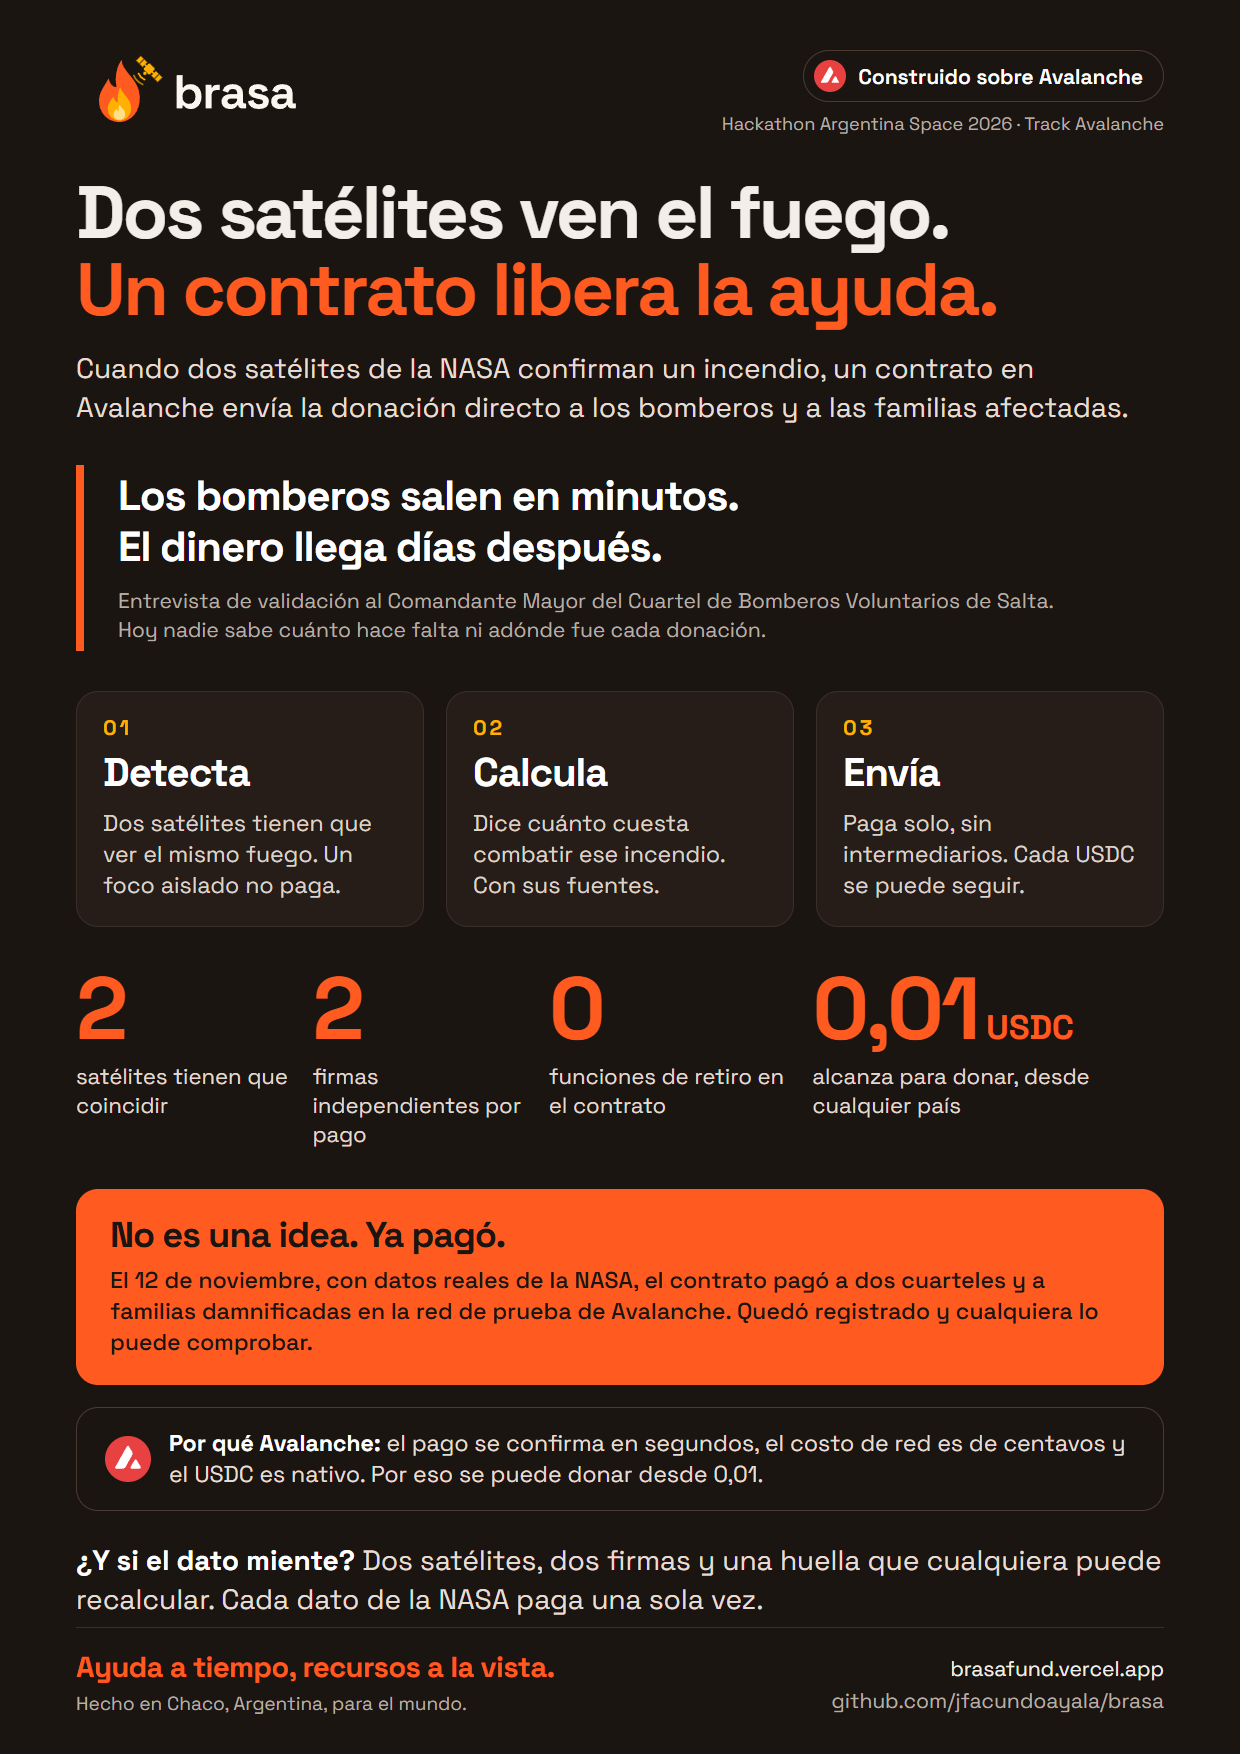 brasa
Construido sobre Avalanche
Hackathon Argentina Space 2026 · Track Avalanche
Dos satélites ven el fuego.
Un contrato libera la ayuda.
Cuando dos satélites de la NASA confirman un incendio, un contrato en
Avalanche envía la donación directo a los bomberos y a las familias afectadas.
Los bomberos salen en minutos.
El dinero llega días después.
Entrevista de validación al Comandante Mayor del Cuartel de Bomberos Voluntarios de Salta.
Hoy nadie sabe cuánto hace falta ni adónde fue cada donación.
01
Detecta
Dos satélites tienen que
ver el mismo fuego. Un
foco aislado no paga.
02
Calcula
Dice cuánto cuesta
combatir ese incendio.
Con sus fuentes.
03
Envía
Paga solo, sin
intermediarios. Cada USDC
se puede seguir.
2
satélites tienen que
coincidir
2
firmas
independientes por
pago
0
funciones de retiro en
el contrato
0,01 USDC
alcanza para donar, desde
cualquier país
No es una idea. Ya pagó.
El 12 de noviembre, con datos reales de la NASA, el contrato pagó a dos cuarteles y a
familias damnificadas en la red de prueba de Avalanche. Quedó registrado y cualquiera lo
puede comprobar.
Por qué Avalanche: el pago se confirma en segundos, el costo de red es de centavos y
el USDC es nativo. Por eso se puede donar desde 0,01.
¿Y si el dato miente? Dos satélites, dos firmas y una huella que cualquiera puede
recalcular. Cada dato de la NASA paga una sola vez.
Ayuda a tiempo, recursos a la vista.
Hecho en Chaco, Argentina, para el mundo.
brasafund.vercel.app
github.com/jfacundoayala/brasa